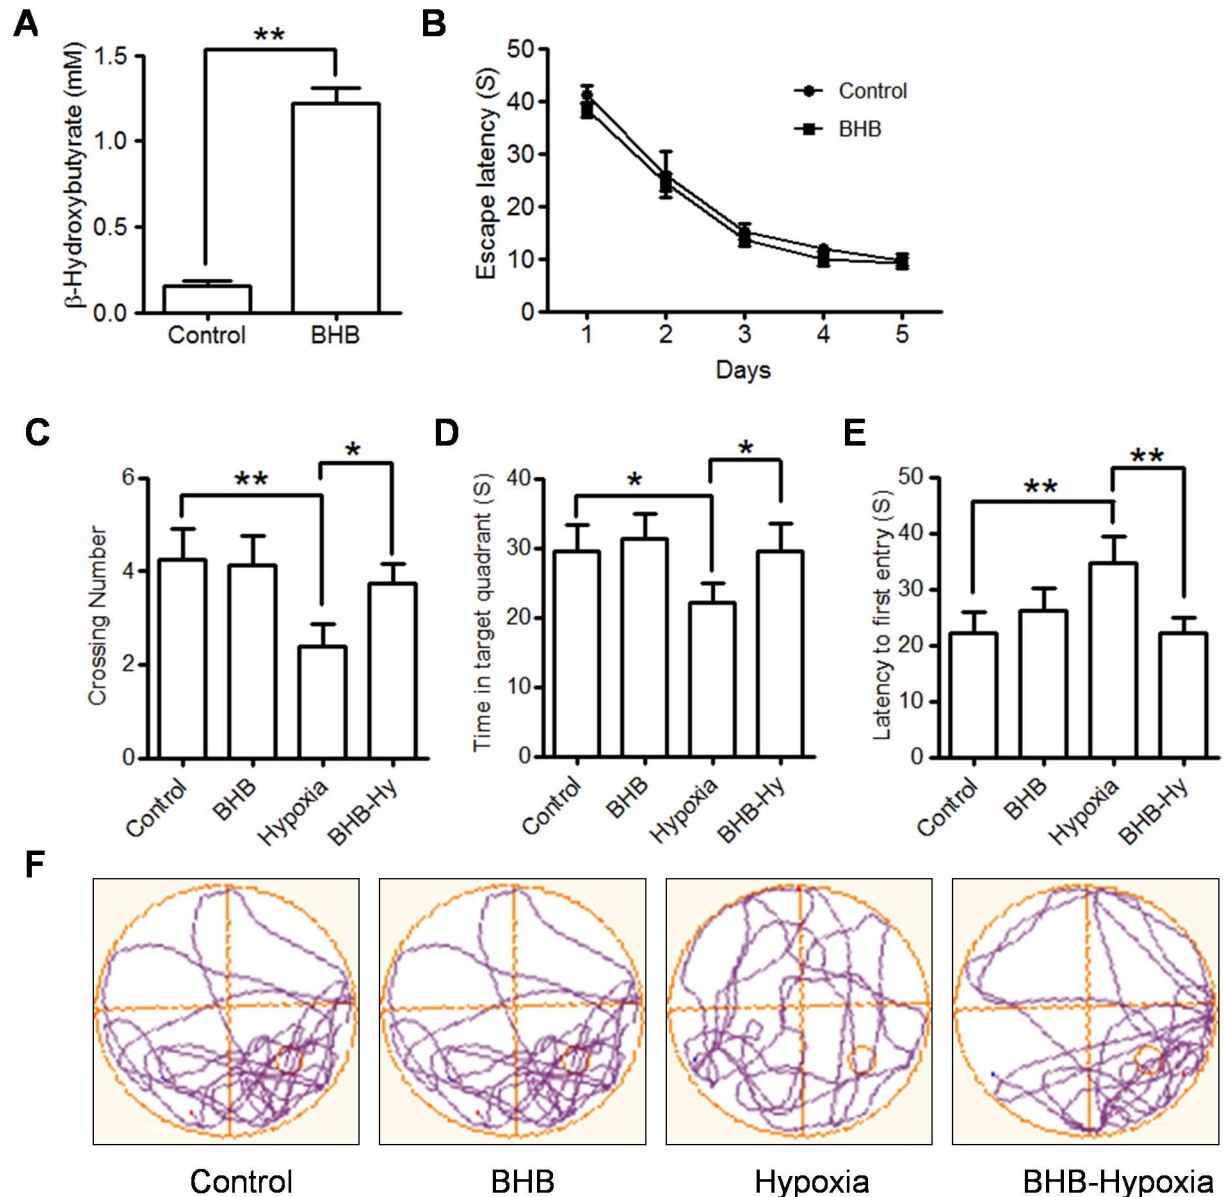 A
β-Hydroxybutyrate (mM)
1.5
1.0
0.5
0.0
**
Control
BHB
B
Escape latency (S)
50
40
30
20
10
0
Control
BHB
1 2 3 4 5
Days
C
Crossing Number
6
4
2
0
**
*
Control
BHB
Hypoxia
BHB-Hy
D
Time in target quadrant (S)
40
30
20
10
0
*
*
Control
BHB
Hypoxia
BHB-Hy
E
Latency to first entry (S)
50
40
30
20
10
0
**
**
Control
BHB
Hypoxia
BHB-Hy
F
Control
BHB
Hypoxia
BHB-Hypoxia